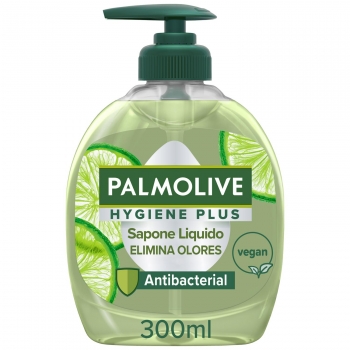 PALMOLIVE
HYGIENE PLUS
Sapone Liquido
ELIMINA OLORES
vegan
Antibacterial
300ml